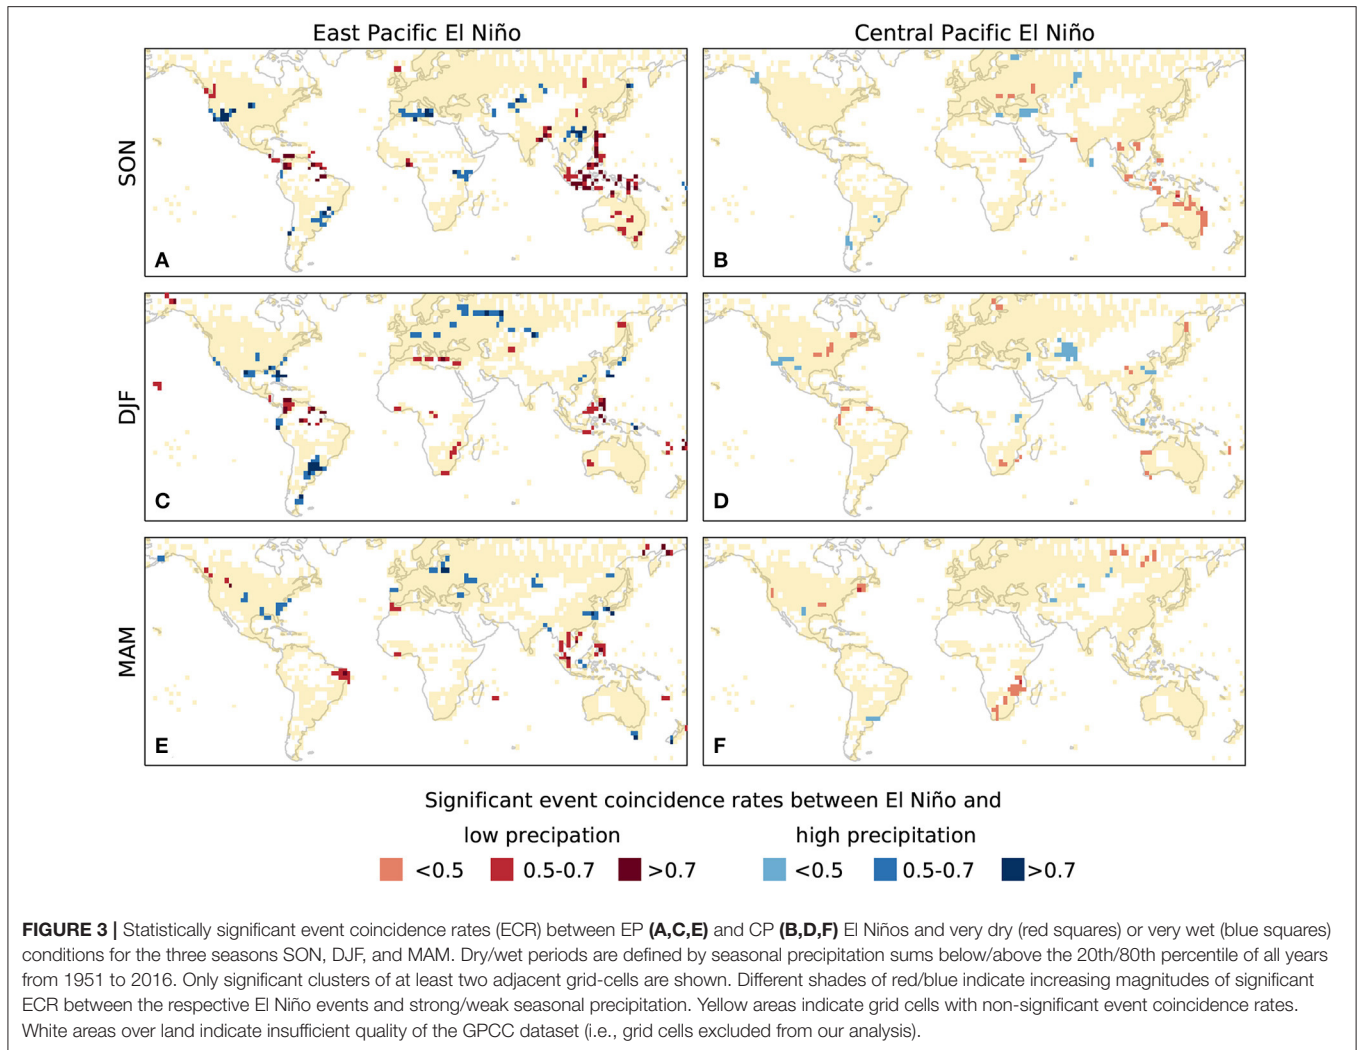 East Pacific El Niño
Central Pacific El Niño
SON
A
B
DJF
C
D
MAM
E
F
Significant event coincidence rates between El Niño and
low precipation
high precipitation
<0.5
0.5-0.7
>0.7
<0.5
0.5-0.7
>0.7
FIGURE 3 | Statistically significant event coincidence rates (ECR) between EP (A,C,E) and CP (B,D,F) El Niños and very dry (red squares) or very wet (blue squares)
conditions for the three seasons SON, DJF, and MAM. Dry/wet periods are defined by seasonal precipitation sums below/above the 20th/80th percentile of all years
from 1951 to 2016. Only significant clusters of at least two adjacent grid-cells are shown. Different shades of red/blue indicate increasing magnitudes of significant
ECR between the respective El Niño events and strong/weak seasonal precipitation. Yellow areas indicate grid cells with non-significant event coincidence rates.
White areas over land indicate insufficient quality of the GPCC dataset (i.e., grid cells excluded from our analysis).